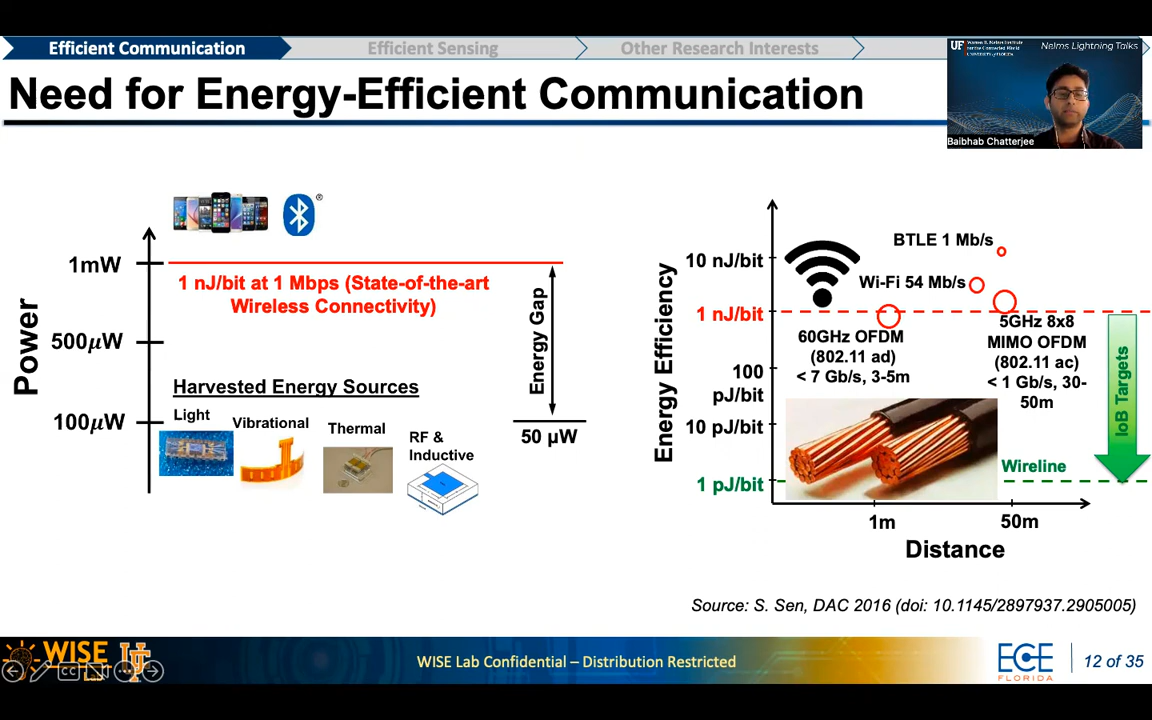 Efficient Communication
Efficient Sensing
Other Research Interests
Need for Energy-Efficient Communication
UF
Nelms Lightning Talks
Baibhab Chatterjee
Power
1mW
500µW
100µW
1 nJ/bit at 1 Mbps (State-of-the-art
Wireless Connectivity)
Energy Gap
50 µW
Harvested Energy Sources
Light
Vibrational
Thermal
RF &
Inductive
®
Energy Efficiency
10 nJ/bit
1 nJ/bit
100
pJ/bit
10 pJ/bit
1 pJ/bit
BTLE 1 Mb/s
Wi-Fi 54 Mb/s
60GHz OFDM
(802.11 ad)
< 7 Gb/s, 3-5m
5GHz 8x8
MIMO OFDM
(802.11 ac)
< 1 Gb/s, 30-
50m
IoB Targets
Wireline
1m
50m
Distance
Source: S. Sen, DAC 2016 (doi: 10.1145/2897937.2905005)
WISE
Lab
WISE Lab Confidential – Distribution Restricted
ECE
FLORIDA
12 of 35